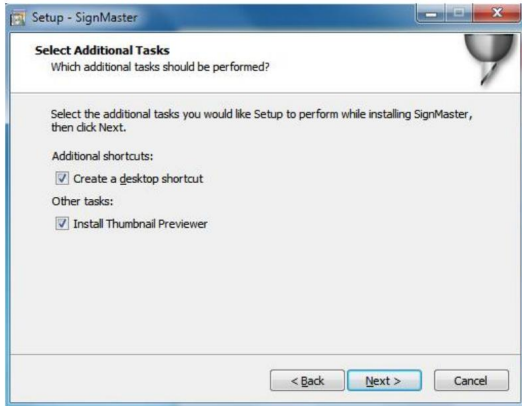 Setup - SignMaster
Select Additional Tasks
Which additional tasks should be performed?
Select the additional tasks you would like Setup to perform while installing SignMaster,
then click Next.
Additional shortcuts:
Create a desktop shortcut
Other tasks:
Install Thumbnail Previewer
< Back Next > Cancel